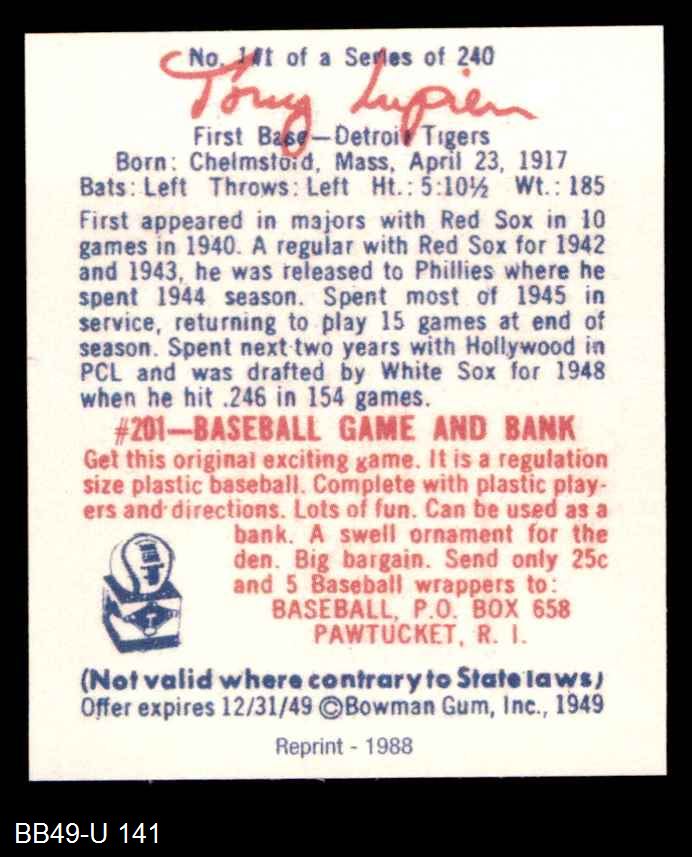 No. 141 of a Series of 240
Tony Lupien
First Base—Detroit Tigers
Born: Chelmstoid, Mass, April 23, 1917
Bats: Left Throws: Left Ht.: 5:10½ Wt.: 185
First appeared in majors with Red Sox in 10
games in 1940. A regular with Red Sox for 1942
and 1943, he was released to Phillies where he
spent 1944 season. Spent most of 1945 in
service, returning to play 15 games at end of
season. Spent next two years with Hollywood in
PCL and was drafted by White Sox for 1948
when he hit .246 in 154 games.
#201—BASEBALL GAME AND BANK
Get this original exciting game. It is a regulation
size plastic baseball. Complete with plastic play-
ers and directions. Lots of fun. Can be used as a
bank. A swell ornament for the
den. Big bargain. Send only 25c
and 5 Baseball wrappers to:
BASEBALL, P.O. BOX 658
PAWTUCKET, R. I.
(Not valid where contrary to State laws)
Offer expires 12/31/49 ©Bowman Gum, Inc., 1949
Reprint - 1988
BB49-U 141